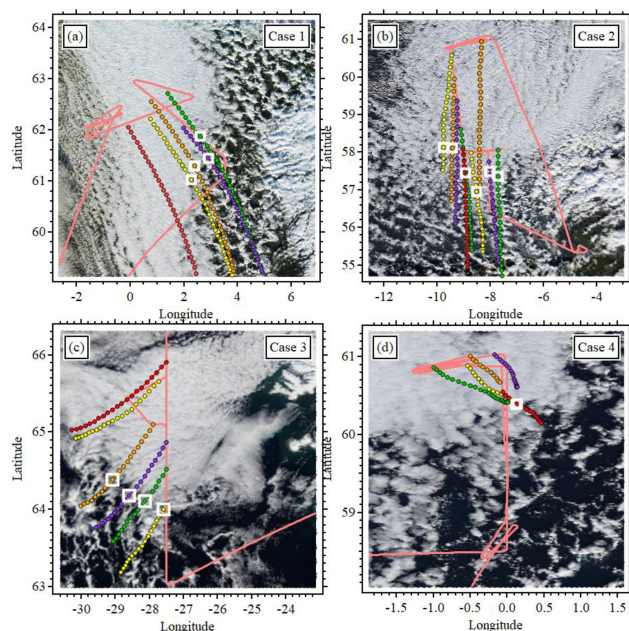 (a) Case 1
64
63
62
61
60
Latitude
-2 0 2 4 6
Longitude
(b) Case 2
61
60
59
58
57
56
55
Latitude
-12 -10 -8 -6 -4
Longitude
(c) Case 3
66
65
64
63
Latitude
-30 -29 -28 -27 -26 -25 -24
Longitude
(d) Case 4
61
60
59
Latitude
-1.5 -1.0 -0.5 0.0 0.5 1.0 1.5
Longitude